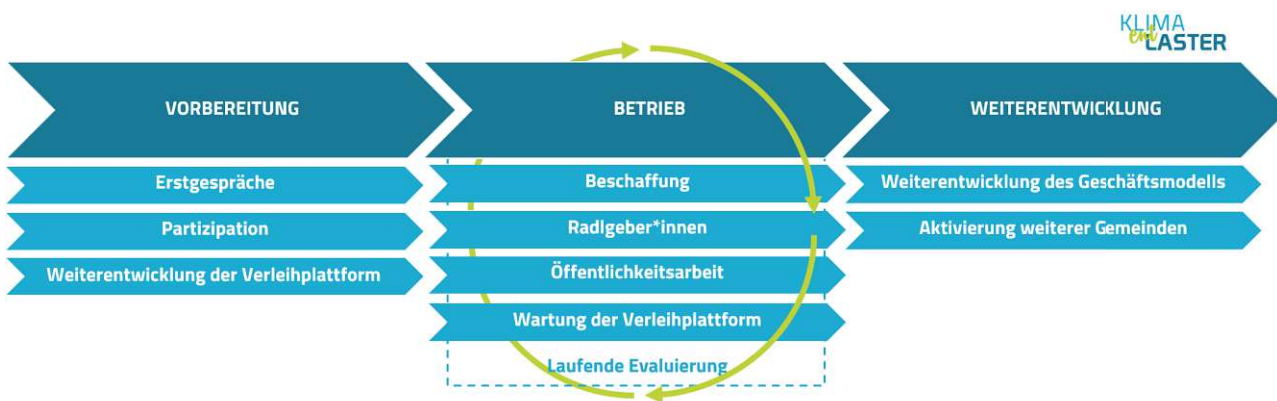 KLIMA
ent
LASTER
VORBEREITUNG
BETRIEB
WEITERENTWICKLUNG
Erstgespräche
Beschaffung
Weiterentwicklung des Geschäftsmodells
Partizipation
Radlgeber*innen
Aktivierung weiterer Gemeinden
Weiterentwicklung der Verleihplattform
Öffentlichkeitsarbeit
Wartung der Verleihplattform
Laufende Evaluierung